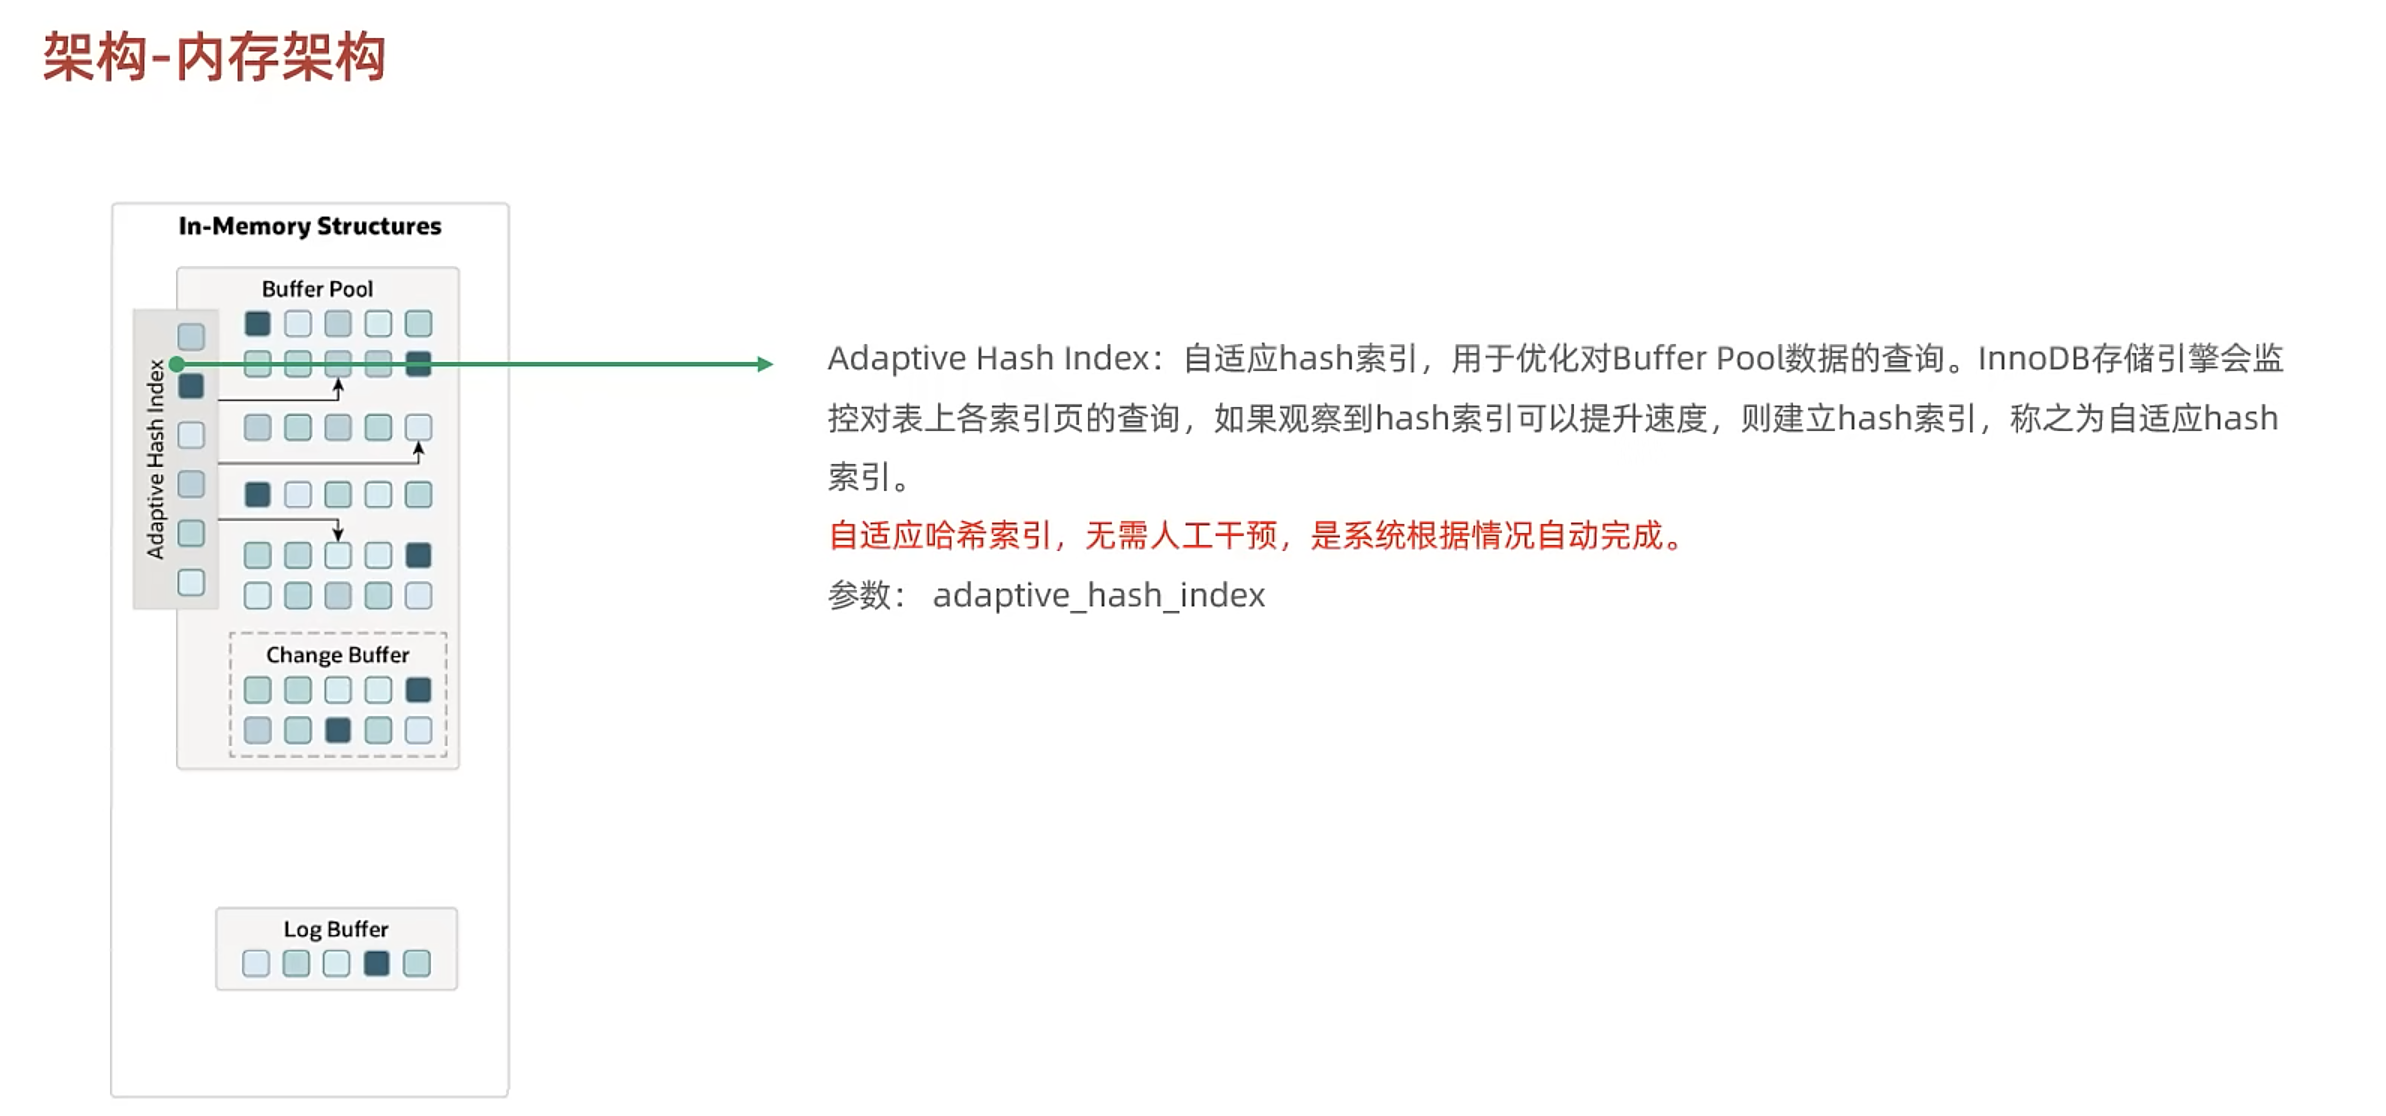 架构-内存架构
In-Memory Structures
Buffer Pool
Adaptive Hash Index
Change Buffer
Log Buffer
Adaptive Hash Index：自适应hash索引，用于优化对Buffer Pool数据的查询。InnoDB存储引擎会监
控对表上各索引页的查询，如果观察到hash索引可以提升速度，则建立hash索引，称之为自适应hash
索引。
自适应哈希索引，无需人工干预，是系统根据情况自动完成。
参数： adaptive_hash_index